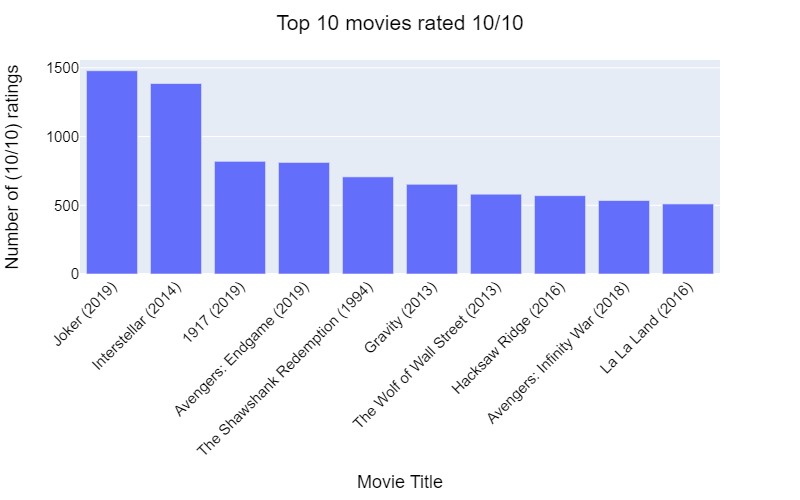 Top 10 movies rated 10/10
Number of (10/10) ratings
1500
1000
500
0
Joker (2019)
Interstellar (2014)
1917 (2019)
Avengers: Endgame (2019)
The Shawshank Redemption (1994)
Gravity (2013)
The Wolf of Wall Street (2013)
Hacksaw Ridge (2016)
Avengers: Infinity War (2018)
La La Land (2016)
Movie Title